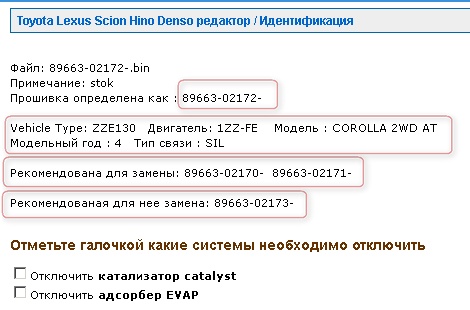 Toyota Lexus Scion Hino Denso редактор / Идентификация
Файл: 89663-02172-.bin
Примечание: stok
Прошивка определена как : 89663-02172-
Vehicle Type: ZZE130 Двигатель: 1ZZ-FE Модель : COROLLA 2WD AT
Модельный год : 4 Тип связи : SIL
Рекомендована для замены: 89663-02170- 89663-02171-
Рекомендованая для нее замена: 89663-02173-
Отметьте галочкой какие системы необходимо отключить
Отключить катализатор catalyst
Отключить адсорбер EVAP